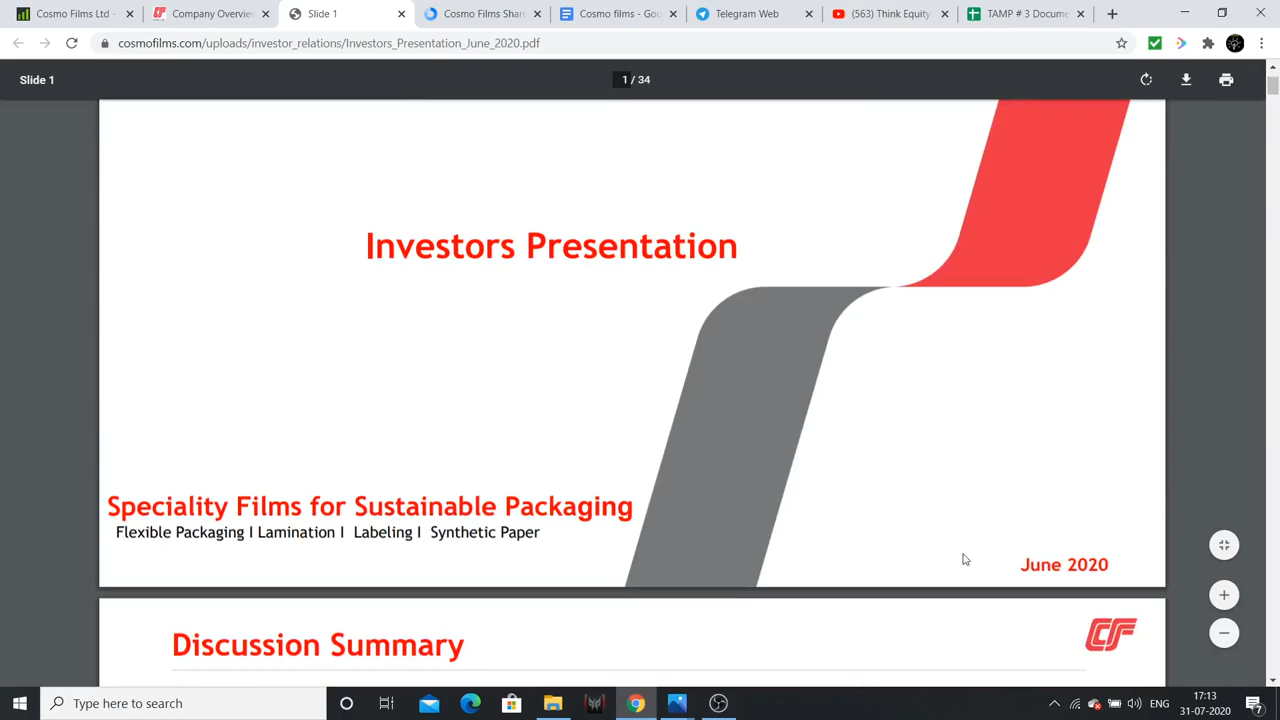 Cosmo Films Ltd -
Company Overvie
Slide 1
Cosmo Films Shar
Cosmo films - Goo
Telegram Web
(563) Think Equity
TAMP # 3 Docume
cosmofilms.com/uploads/investor_relations/Investors_Presentation_June_2020.pdf
Slide 1
1 / 34
Investors Presentation
Speciality Films for Sustainable Packaging
Flexible Packaging I Lamination I Labeling I Synthetic Paper
June 2020
Discussion Summary
CF
Type here to search
ENG
17:13
31-07-2020
7